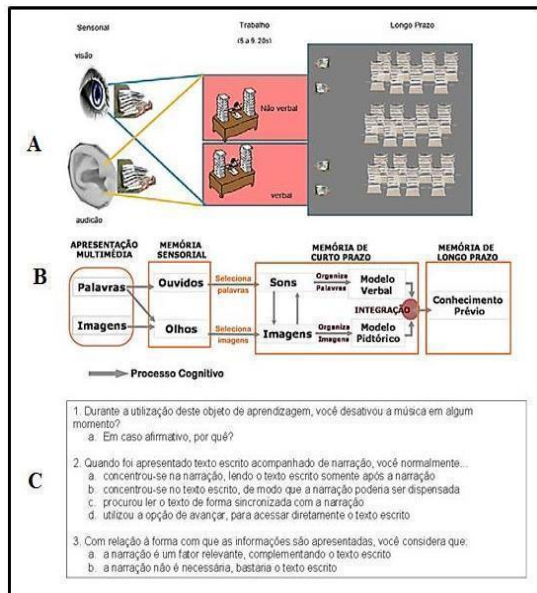 Sensorial
Trabalho
Longo Prazo
(5 a 9, 20s)
visão
Não verbal
A
verbal
audição
APRESENTAÇÃO
MULTIMÉDIA
MEMÓRIA
SENSORIAL
MEMÓRIA DE
CURTO PRAZO
MEMÓRIA DE
LONGO PRAZO
B
Palavras
Ouvidos
Seleciona
palavras
Sons
Organiza
Palavras
Modelo
Verbal
INTEGRAÇÃO
Conhecimento
Prévio
Imagens
Olhos
Seleciona
imagens
Imagens
Organiza
Imagens
Modelo
Pidtórico
Processo Cognitivo
C
1. Durante a utilização deste objeto de aprendizagem, você desativou a música em algum
momento?
a. Em caso afirmativo, por quê?
2. Quando foi apresentado texto escrito acompanhado de narração, você normalmente...
a. concentrou-se na narração, lendo o texto escrito somente após a narração
b. concentrou-se no texto escrito, de modo que a narração poderia ser dispensada
c. procurou ler o texto de forma sincronizada com a narração
d. utilizou a opção de avançar, para acessar diretamente o texto escrito
3. Com relação à forma com que as informações são apresentadas, você considera que:
a. a narração é um fator relevante, complementando o texto escrito
b. a narração não é necessária, bastaria o texto escrito